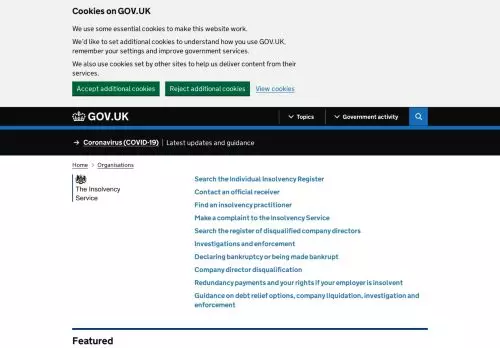 Cookies on GOV.UK
We use some essential cookies to make this website work.
We'd like to set additional cookies to understand how you use GOV.UK,
remember your settings and improve government services.
We also use cookies set by other sites to help us deliver content from their
services.
Accept additional cookies Reject additional cookies View cookies
GOV.UK Topics Government activity
→ Coronavirus (COVID-19) Latest updates and guidance
Home > Organisations
The Insolvency
Service
Search the Individual Insolvency Register
Contact an official receiver
Find an insolvency practitioner
Make a complaint to the Insolvency Service
Search the register of disqualified company directors
Investigations and enforcement
Declaring bankruptcy or being made bankrupt
Company director disqualification
Redundancy payments and your rights if your employer is insolvent
Guidance on debt relief options, company liquidation, investigation and
enforcement
Featured